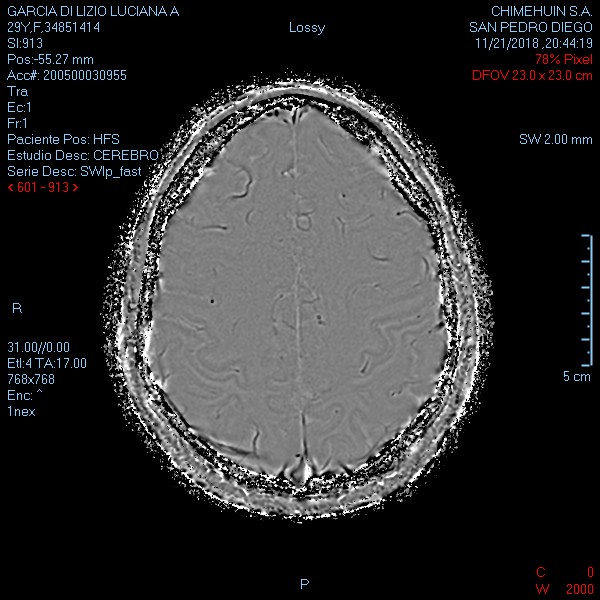 GARCIA DI LIZIO LUCIANA A
29Y,F,34851414
Sl:913
Pos:-55.27 mm
Acc#: 200500030955
Tra
Ec:1
Fr:1
Paciente Pos: HFS
Estudio Desc: CEREBRO
Serie Desc: SWIp_fast
< 601 - 913 >
Lossy
CHIMEHUIN S.A.
SAN PEDRO DIEGO
11/21/2018 ,20:44:19
78% Pixel
DFOV 23.0 x 23.0 cm
SW 2.00 mm
R
31.00//0.00
Etl:4 TA:17.00
768x768
Enc: ^
1nex
5 cm
P
C 0
W 2000